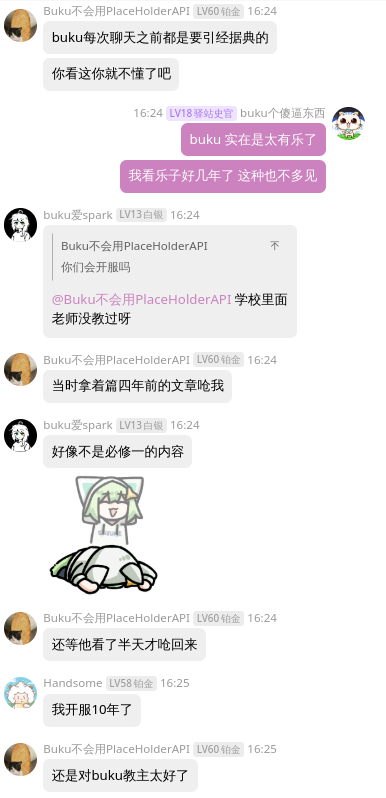 Buku不会用PlaceHolderAPI LV60 铂金 16:24
buku每次聊天之前都是要引经据典的
你看这你就不懂了吧
16:24 LV18 驿站史官 buku个傻逼东西
buku 实在是太有乐了
我看乐子好几年了 这种也不多见
buku爱spark LV13 白银 16:24
Buku不会用PlaceHolderAPI
你们会开服吗
@Buku不会用PlaceHolderAPI 学校里面
老师没教过呀
Buku不会用PlaceHolderAPI LV60 铂金 16:24
当时拿着篇四年前的文章呛我
buku爱spark LV13 白银 16:24
好像不是必修一的内容
Buku不会用PlaceHolderAPI LV60 铂金 16:24
还等他看了半天才呛回来
Handsome LV58 铂金 16:25
我开服10年了
Buku不会用PlaceHolderAPI LV60 铂金 16:25
还是对buku教主太好了